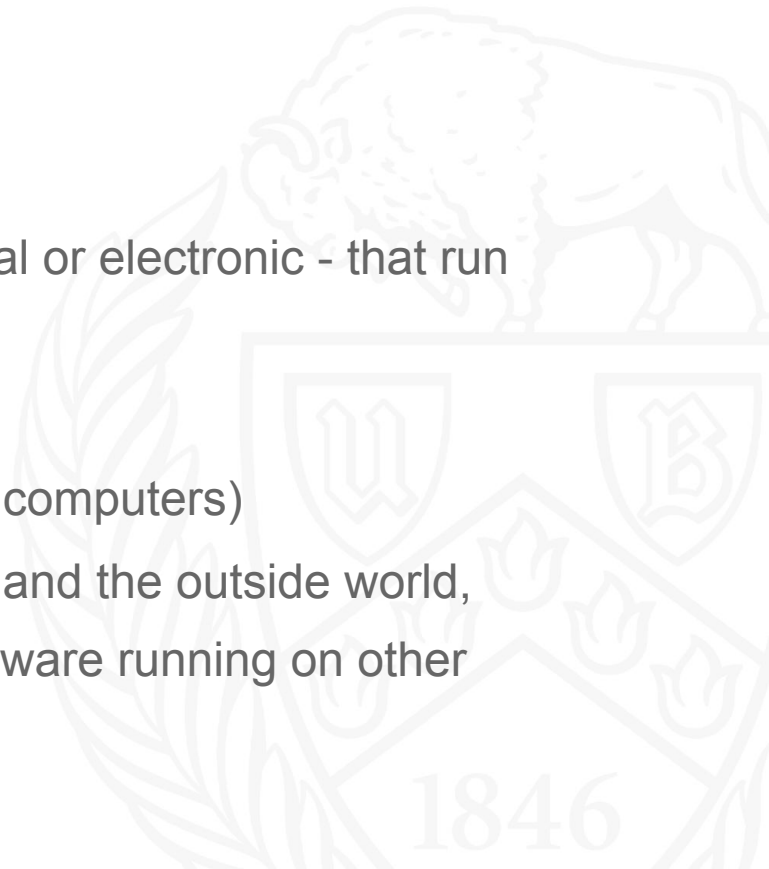 al or electronic - that run
computers)
and the outside world,
ware running on other
U B
1846